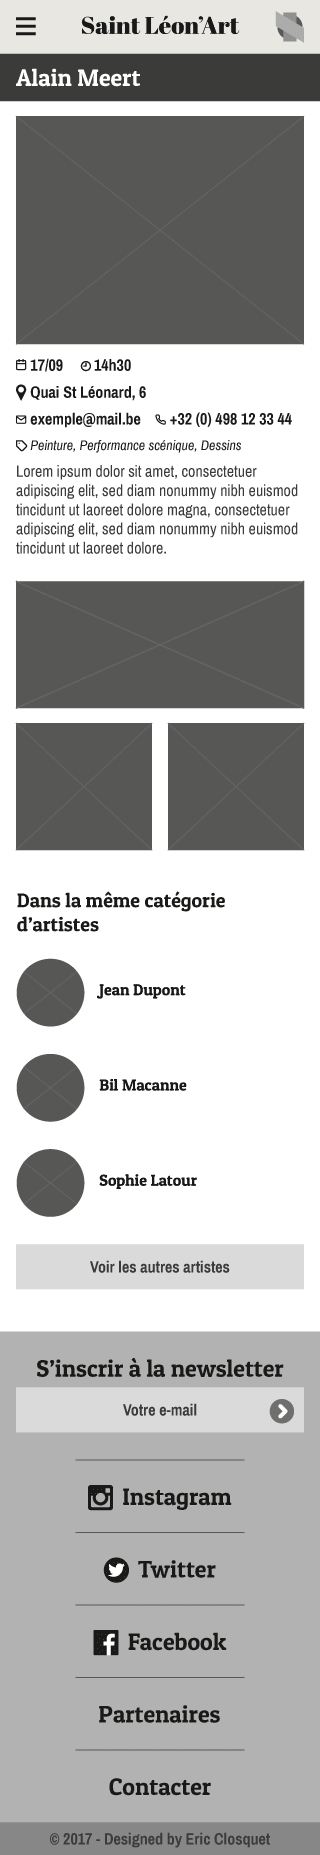 Saint Léon’Art
Alain Meert
17/09 14h30
Quai St Léonard, 6
exemple@mail.be +32 (0) 498 12 33 44
Peinture, Performance scénique, Dessins
Lorem ipsum dolor sit amet, consectetuer
adipiscing elit, sed diam nonummy nibh euismod
tincidunt ut laoreet dolore magna, consectetuer
adipiscing elit, sed diam nonummy nibh euismod
tincidunt ut laoreet dolore.
Dans la même catégorie
d’artistes
Jean Dupont
Bil Macanne
Sophie Latour
Voir les autres artistes
S’inscrir à la newsletter
Votre e-mail
Instagram
Twitter
Facebook
Partenaires
Contacter
© 2017 - Designed by Eric Closquet